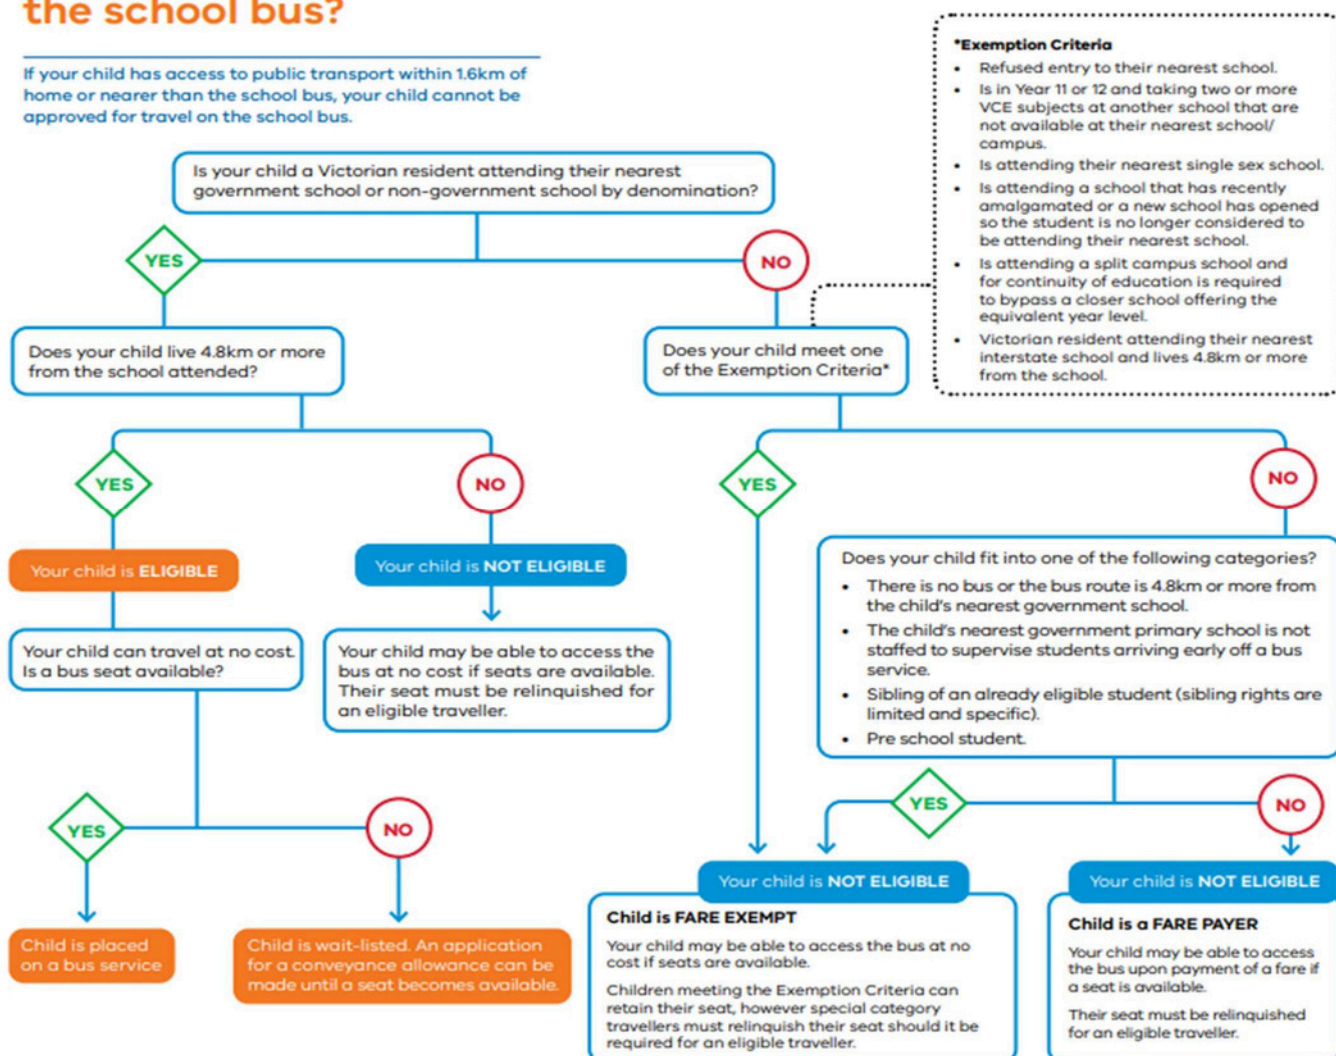 the school bus?
If your child has access to public transport within 1.6km of
home or nearer than the school bus, your child cannot be
approved for travel on the school bus.
*Exemption Criteria
• Refused entry to their nearest school.
• Is in Year 11 or 12 and taking two or more
VCE subjects at another school that are
not available at their nearest school/
campus.
• Is attending their nearest single sex school.
• Is attending a school that has recently
amalgamated or a new school has opened
so the student is no longer considered to
be attending their nearest school.
• Is attending a split campus school and
for continuity of education is required
to bypass a closer school offering the
equivalent year level.
• Victorian resident attending their nearest
interstate school and lives 4.8km or more
from the school.
Is your child a Victorian resident attending their nearest
government school or non-government school by denomination?
YES
NO
Does your child live 4.8km or more
from the school attended?
Does your child meet one
of the Exemption Criteria*
YES
NO
YES
NO
Your child is ELIGIBLE
Your child is NOT ELIGIBLE
Your child can travel at no cost.
Is a bus seat available?
Your child may be able to access the
bus at no cost if seats are available.
Their seat must be relinquished for
an eligible traveller.
Does your child fit into one of the following categories?
• There is no bus or the bus route is 4.8km or more from
the child's nearest government school.
• The child's nearest government primary school is not
staffed to supervise students arriving early off a bus
service.
• Sibling of an already eligible student (sibling rights are
limited and specific).
• Pre school student.
YES
NO
YES
NO
Child is placed
on a bus service
Child is wait-listed. An application
for a conveyance allowance can be
made until a seat becomes available.
Your child is NOT ELIGIBLE
Child is FARE EXEMPT
Your child may be able to access the bus at no
cost if seats are available.
Children meeting the Exemption Criteria can
retain their seat, however special category
travellers must relinquish their seat should it be
required for an eligible traveller.
Your child is NOT ELIGIBLE
Child is a FARE PAYER
Your child may be able to access
the bus upon payment of a fare if
a seat is available.
Their seat must be relinquished
for an eligible traveller.